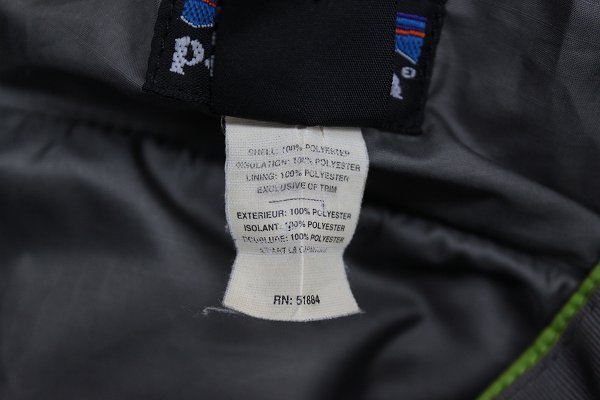 SHELL: 100% POLYESTER
INSULATION: 100% POLYESTER
LINING: 100% POLYESTER
EXCLUSIVE OF TRIM
EXTERIEUR: 100% POLYESTER
ISOLANT: 100% POLYESTER
DOUBLURE: 100% POLYESTER
RN: 51884